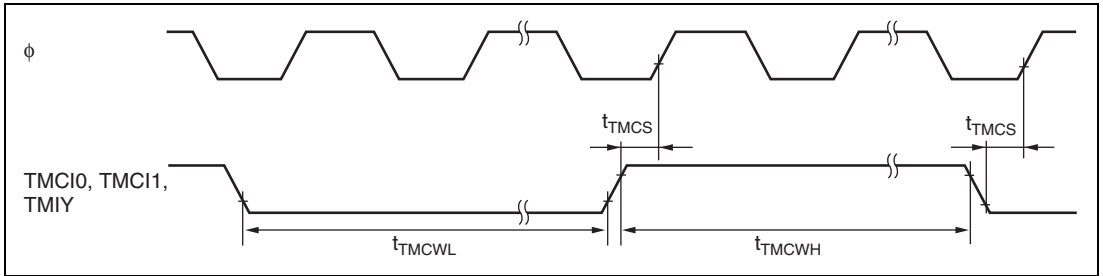 ϕ
tTMCS
tTMCS
TMCI0, TMCI1,
TMIY
tTMCWL
tTMCWH